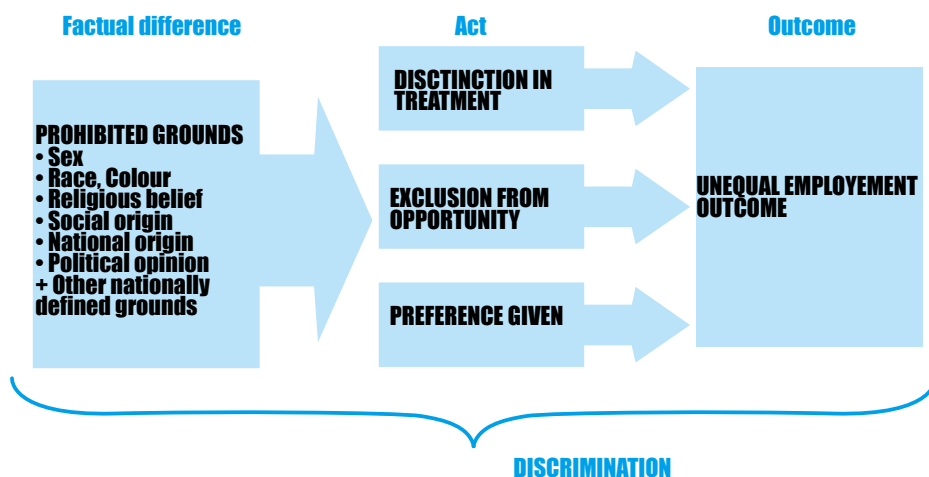 Factual difference
Act
Outcome
PROHIBITED GROUNDS
• Sex
• Race, Colour
• Religious belief
• Social origin
• National origin
• Political opinion
+ Other nationally
defined grounds
DISCTINCTION IN
TREATMENT
EXCLUSION FROM
OPPORTUNITY
PREFERENCE GIVEN
UNEQUAL EMPLOYEMENT
OUTCOME
DISCRIMINATION